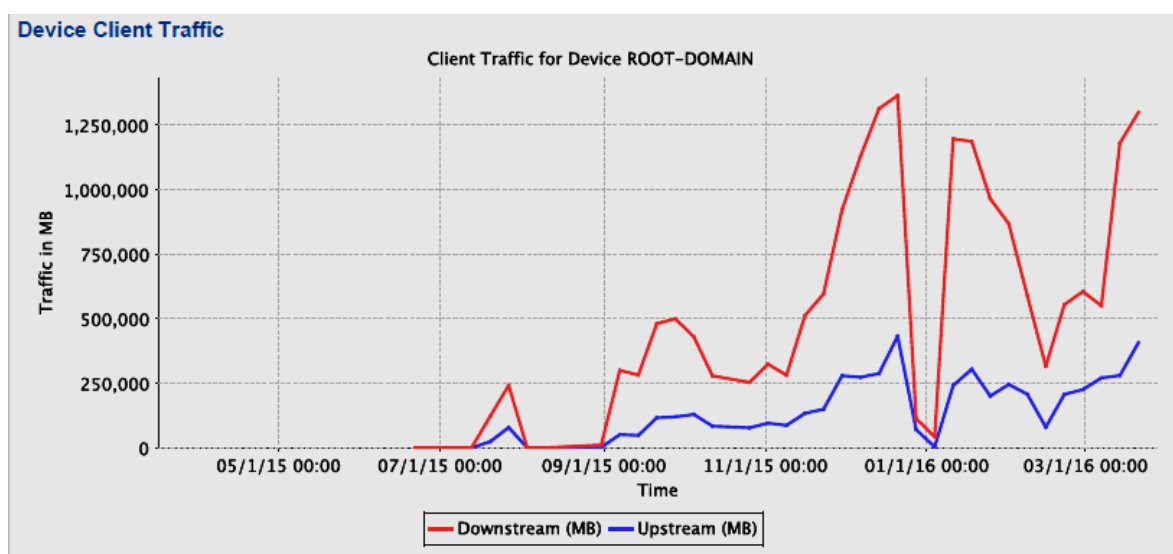 Device Client Traffic
Client Traffic for Device ROOT-DOMAIN
Traffic in MB
1,250,000
1,000,000
750,000
500,000
250,000
0
05/1/15 00:00 07/1/15 00:00 09/1/15 00:00 11/1/15 00:00 01/1/16 00:00 03/1/16 00:00
Time
Downstream (MB) Upstream (MB)